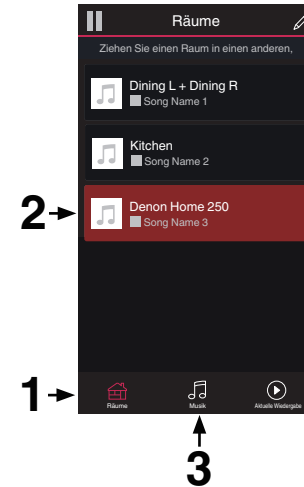 Räume
Ziehen Sie einen Raum in einen anderen,
Dining L + Dining R
Song Name 1
Kitchen
Song Name 2
2
Denon Home 250
Song Name 3
1
Räume
Musik
Aktuelle Wiedergabe
3